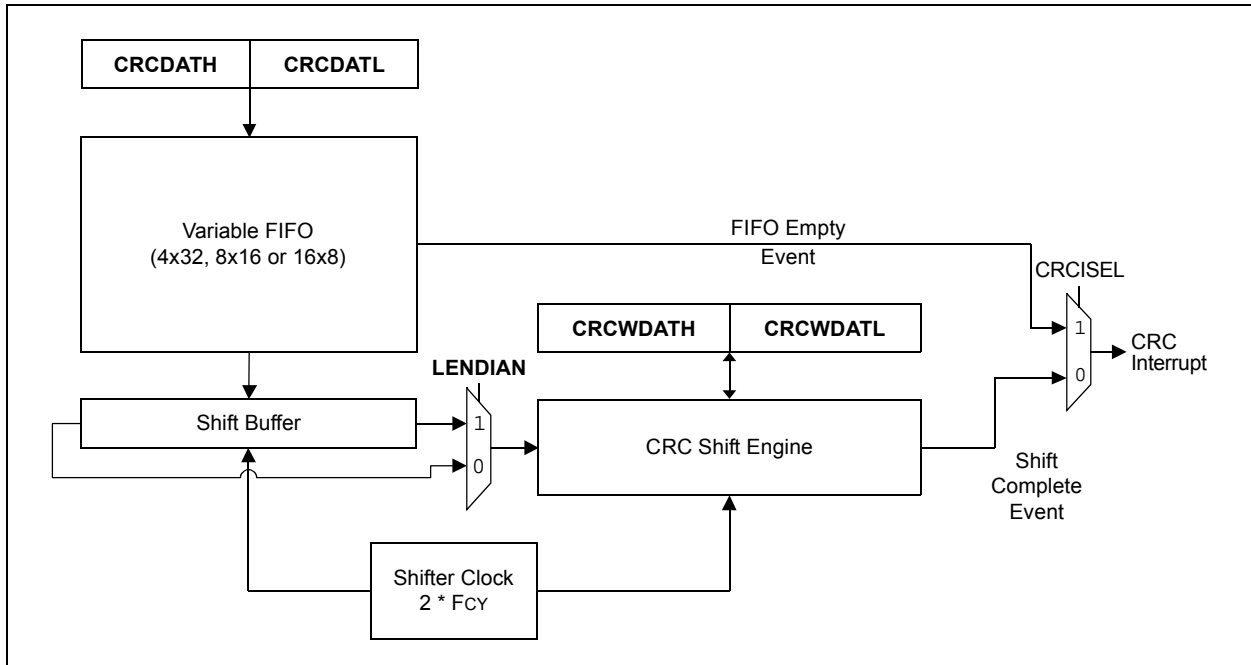 CRCDATH CRCDATL
Variable FIFO
(4x32, 8x16 or 16x8)
FIFO Empty
Event
CRCISEL
1
0
CRC
Interrupt
CRCWDATH CRCWDATL
LENDIAN
1
0
Shift Buffer
CRC Shift Engine
Shift
Complete
Event
Shifter Clock
2 * FCY